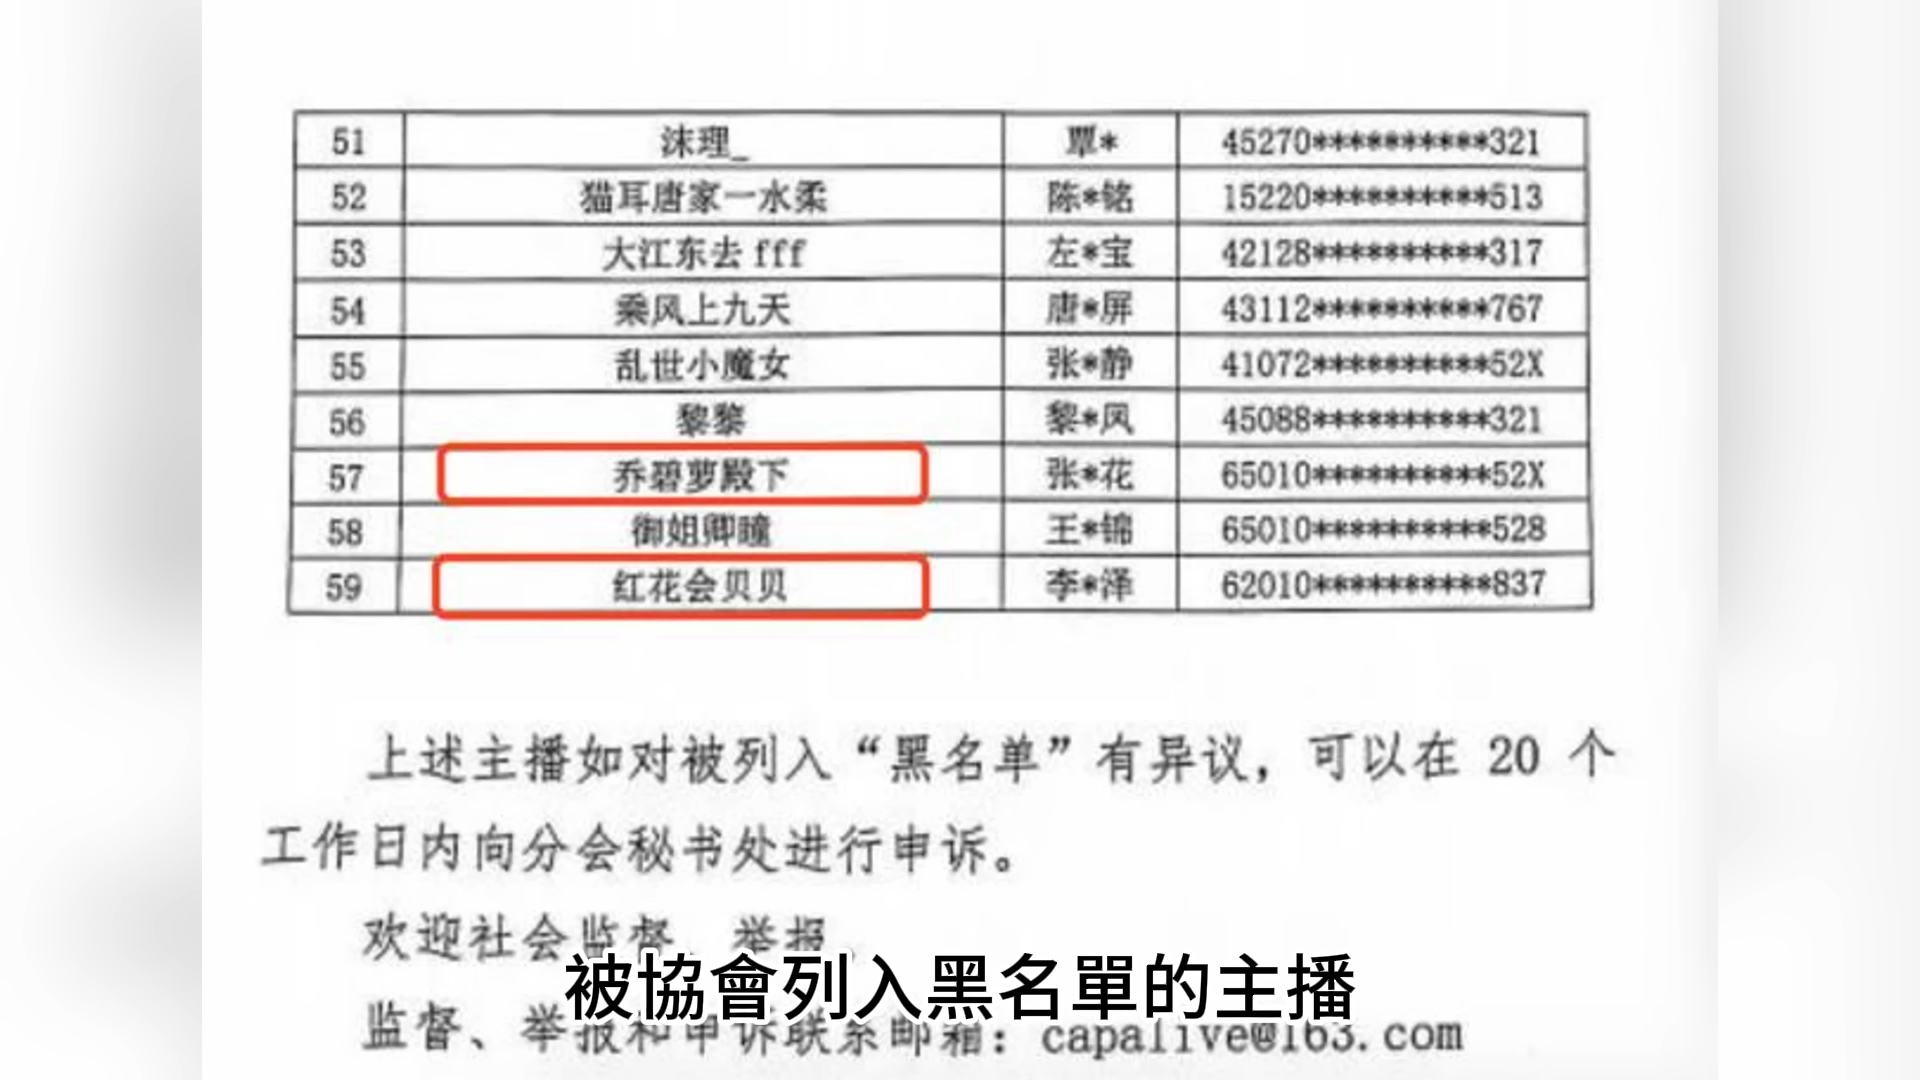 51 沫理_ 覃* 45270**********321
52 猫耳唐家一水柔 陈*铭 15220**********513
53 大江东去 fff 左*宝 42128**********317
54 乘风上九天 唐*屏 43112**********767
55 乱世小魔女 张*静 41072**********52X
56 黎黎 黎*凤 45088**********321
57 乔碧萝殿下 张*花 65010**********52X
58 御姐卿瞳 王*锦 65010**********528
59 红花会贝贝 李*泽 62010**********837
上述主播如对被列入“黑名单”有异议，可以在 20 个
工作日内向分会秘书处进行申诉。
欢迎社会监督、举报。
被協會列入黑名單的主播
监督、举报和申诉联系邮箱：capalive@163.com